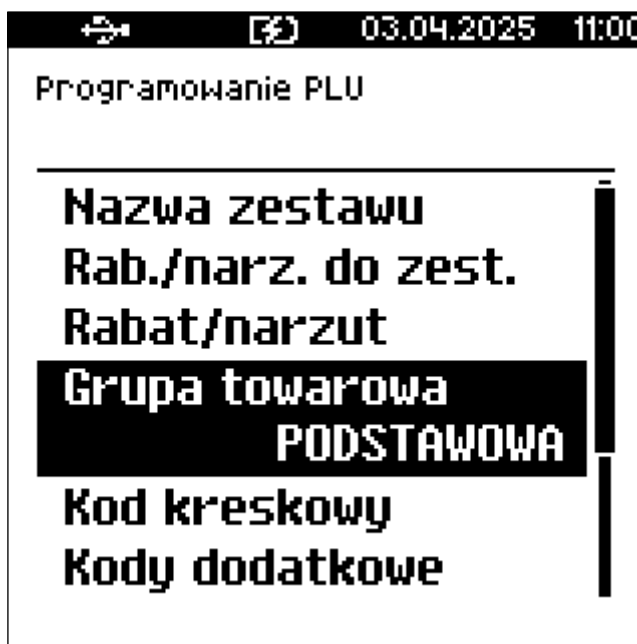 03.04.2025 11:00
Programowanie PLU
Nazwa zestawu
Rab./narz. do zest.
Rabat/narzut
Grupa towarowa
PODSTAWOWA
Kod kreskowy
Kody dodatkowe